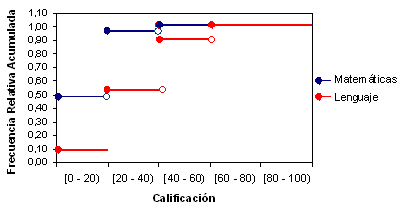 Frecuencia Relativa Acumulada
1,10
1,00
0,90
0,80
0,70
0,60
0,50
0,40
0,30
0,20
0,10
0,00
[0 - 20) [20 - 40) [40 - 60) [60 - 80) [80 - 100)
Calificación
Matemáticas
Lenguaje